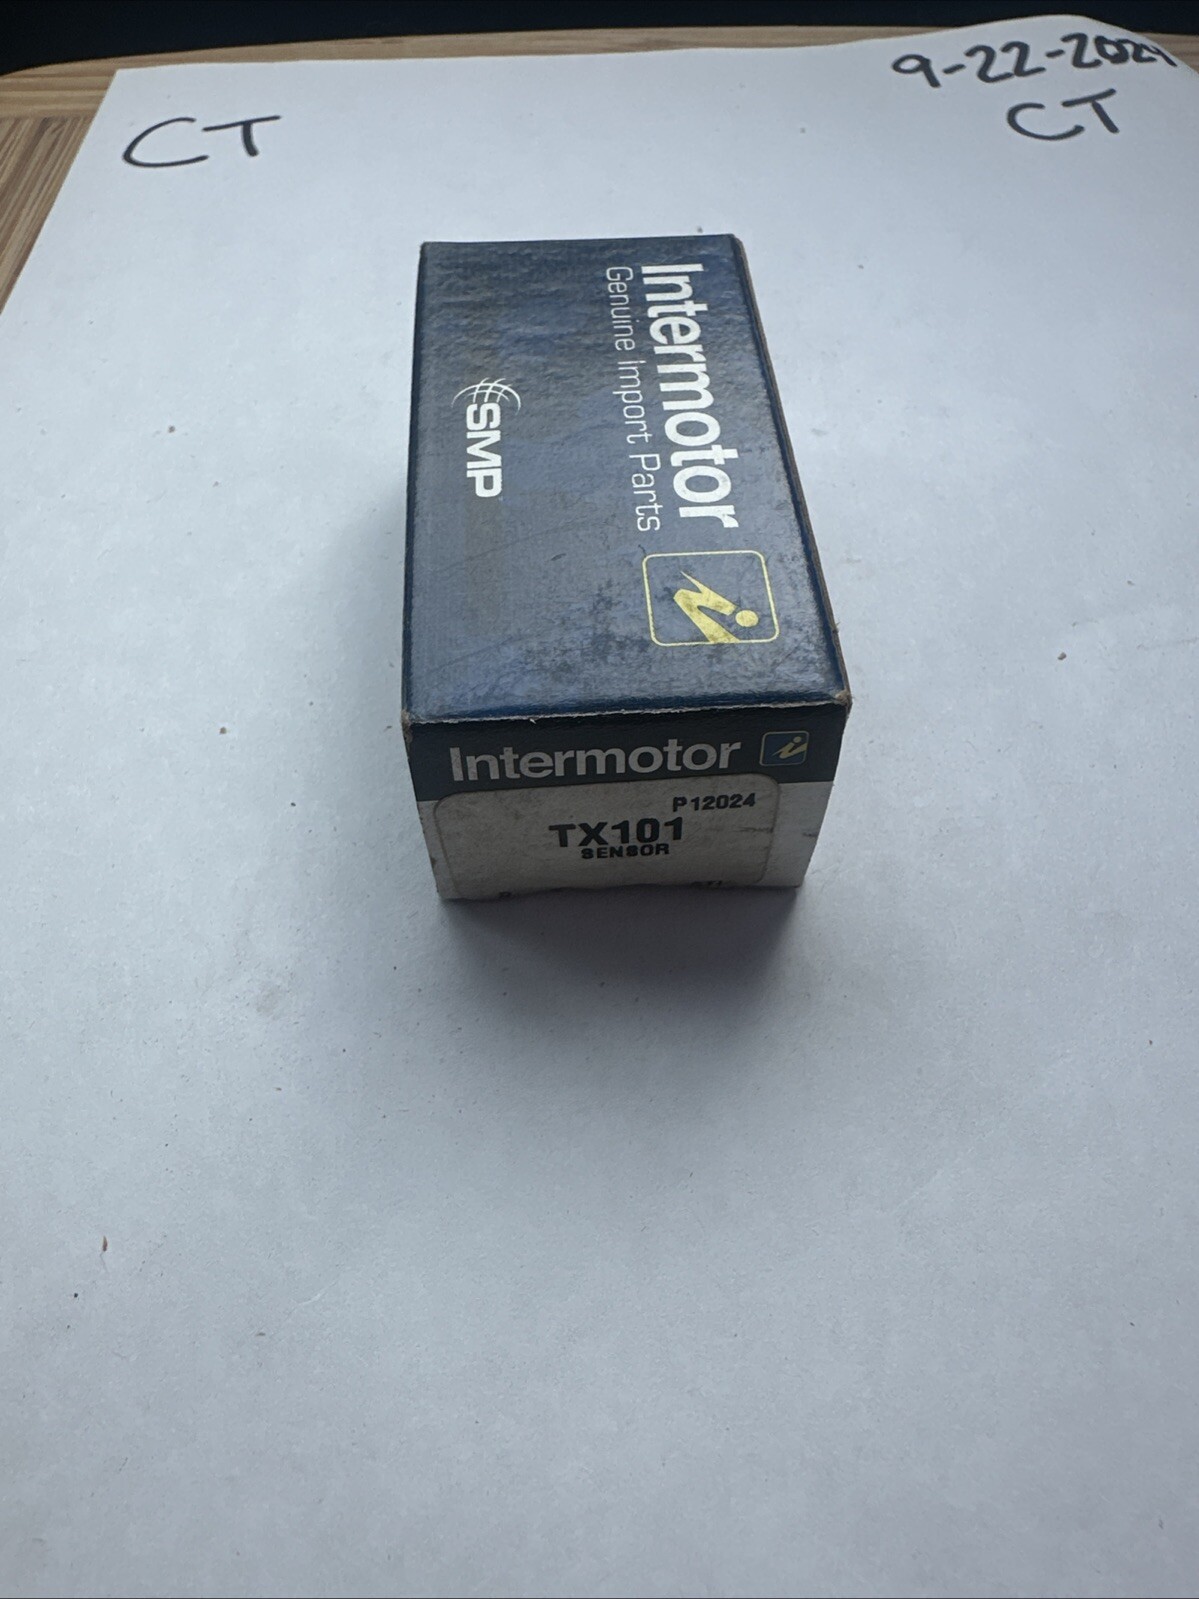 9-22-2024
CT
CT
Intermotor
Genuine Import Parts
SMP
Intermotor
P12024
TX101
SENSOR